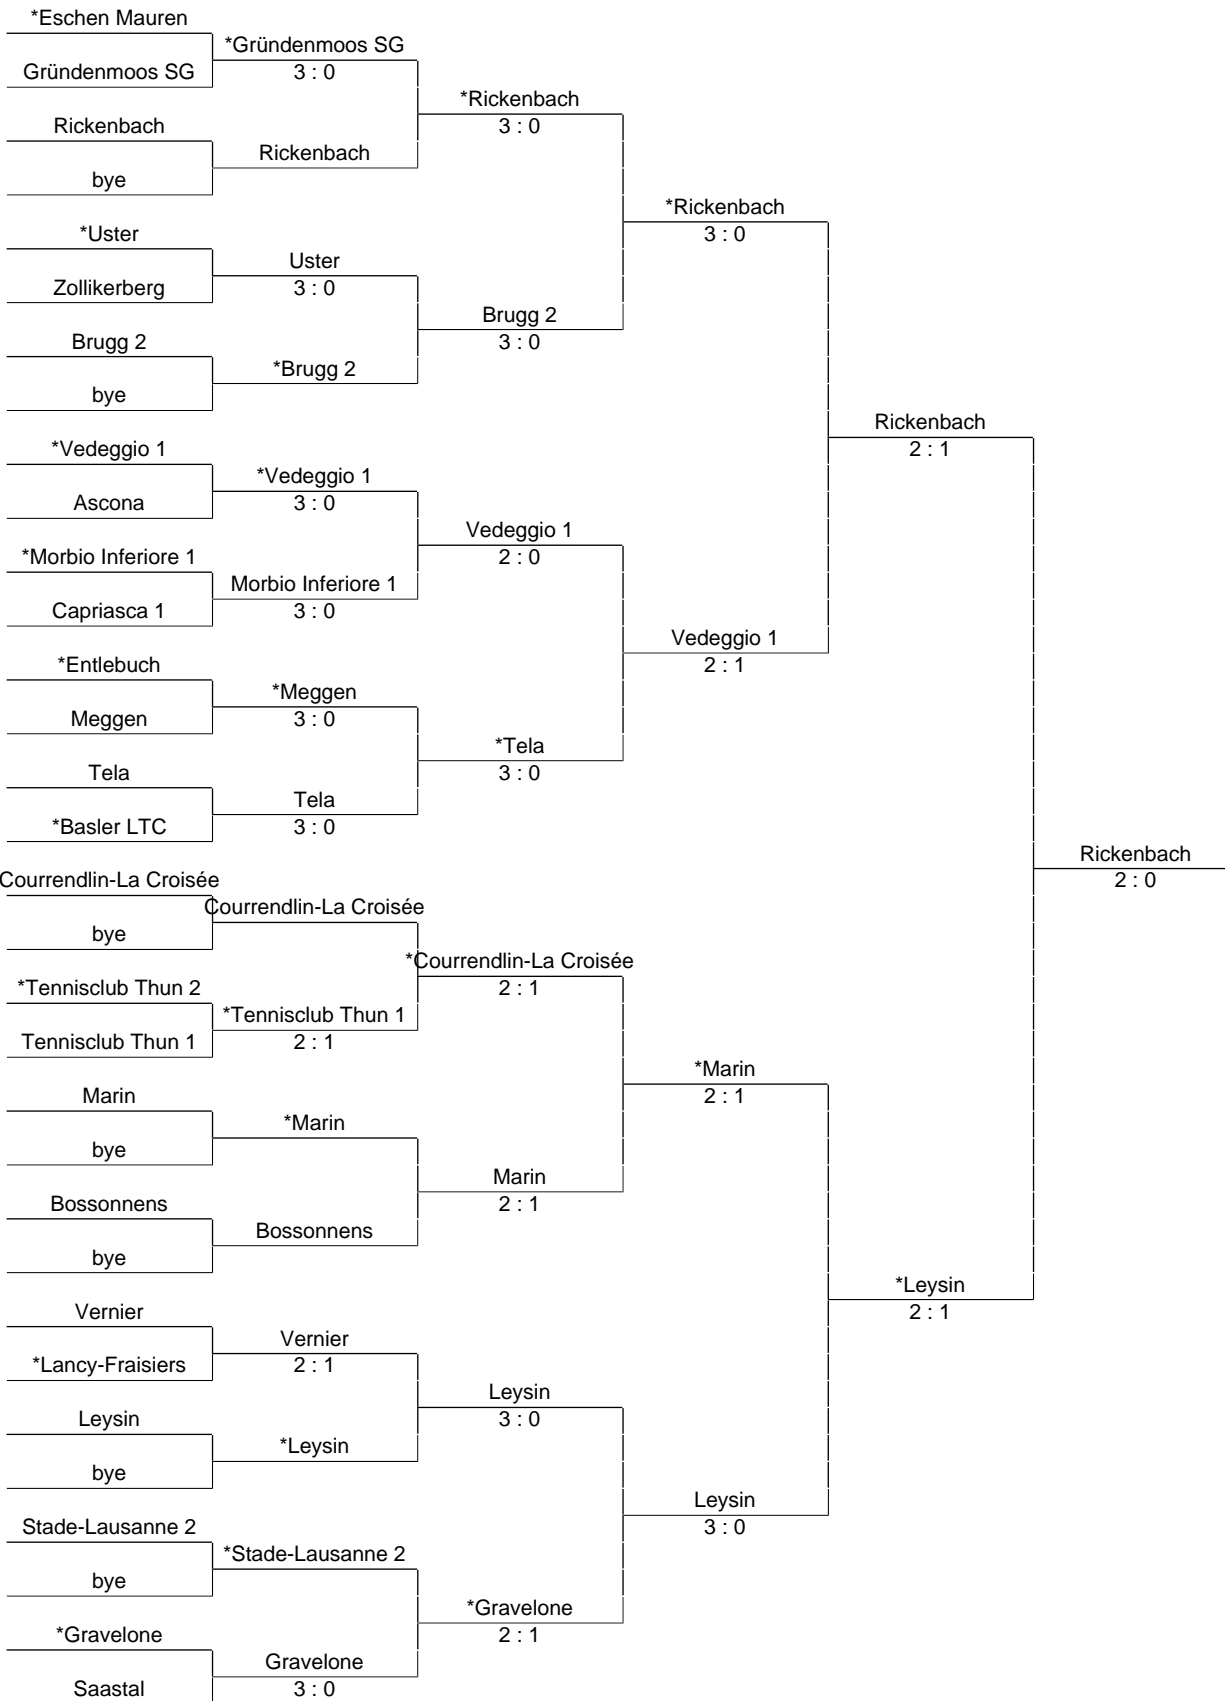 *Eschen Mauren
Gründenmoos SG
Rickenbach
bye
*Uster
Zollikerberg
Brugg 2
bye
*Vedeggio 1
Ascona
*Morbio Inferiore 1
Capriasca 1
*Entlebuch
Meggen
Tela
*Basler LTC
Courrendlin-La Croisée
bye
*Tennisclub Thun 2
Tennisclub Thun 1
Marin
bye
Bossonnens
bye
Vernier
*Lancy-Fraisiers
Leysin
bye
Stade-Lausanne 2
bye
*Gravelone
Saastal
*Gründenmoos SG
3 : 0
Rickenbach
Uster
3 : 0
*Brugg 2
*Vedeggio 1
3 : 0
Morbio Inferiore 1
3 : 0
*Meggen
3 : 0
Tela
3 : 0
Courrendlin-La Croisée
*Tennisclub Thun 1
2 : 1
*Marin
Bossonnens
Vernier
2 : 1
*Leysin
*Stade-Lausanne 2
Gravelone
3 : 0
*Rickenbach
3 : 0
Brugg 2
3 : 0
Vedeggio 1
2 : 0
*Tela
3 : 0
*Courrendlin-La Croisée
2 : 1
Marin
2 : 1
Leysin
3 : 0
*Gravelone
2 : 1
*Rickenbach
3 : 0
Vedeggio 1
2 : 1
*Marin
2 : 1
Leysin
3 : 0
Rickenbach
2 : 1
*Leysin
2 : 1
Rickenbach
2 : 0